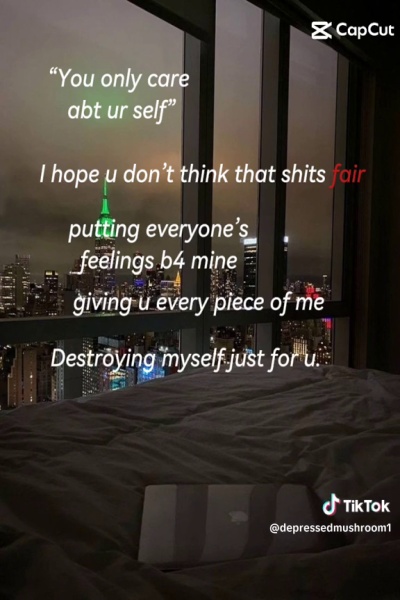 CapCut
“You only care
abt ur self”
I hope u don’t think that shits fair
putting everyone’s
feelings b4 mine
giving u every piece of me
Destroying myself just for u.
TikTok
@depressedmushroom1